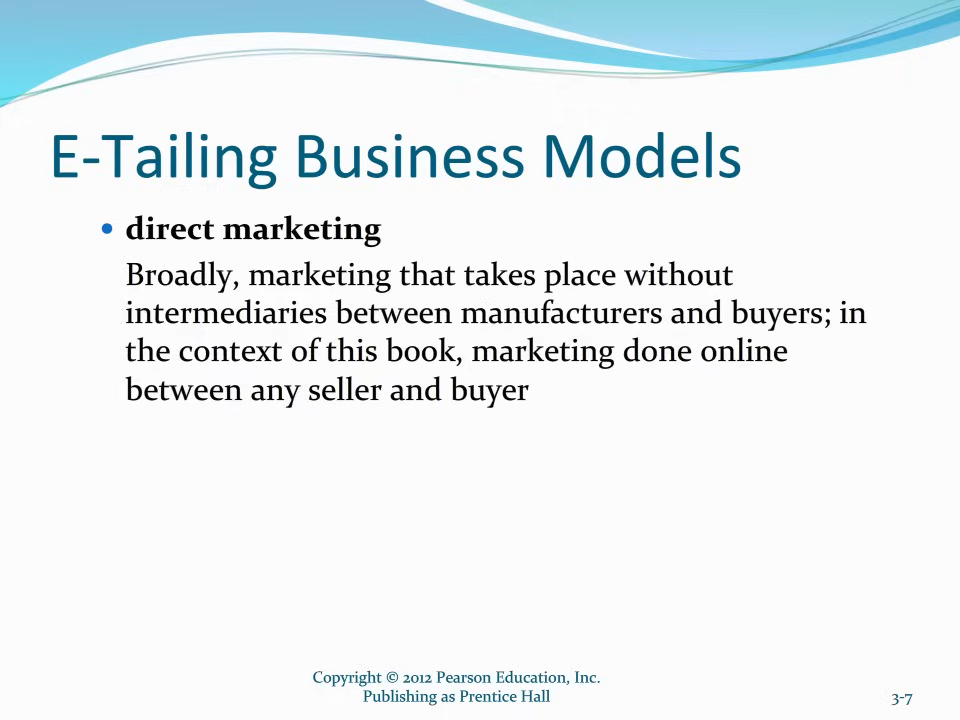 E-Tailing Business Models
• direct marketing
Broadly, marketing that takes place without
intermediaries between manufacturers and buyers; in
the context of this book, marketing done online
between any seller and buyer
Copyright © 2012 Pearson Education, Inc.
Publishing as Prentice Hall
3-7